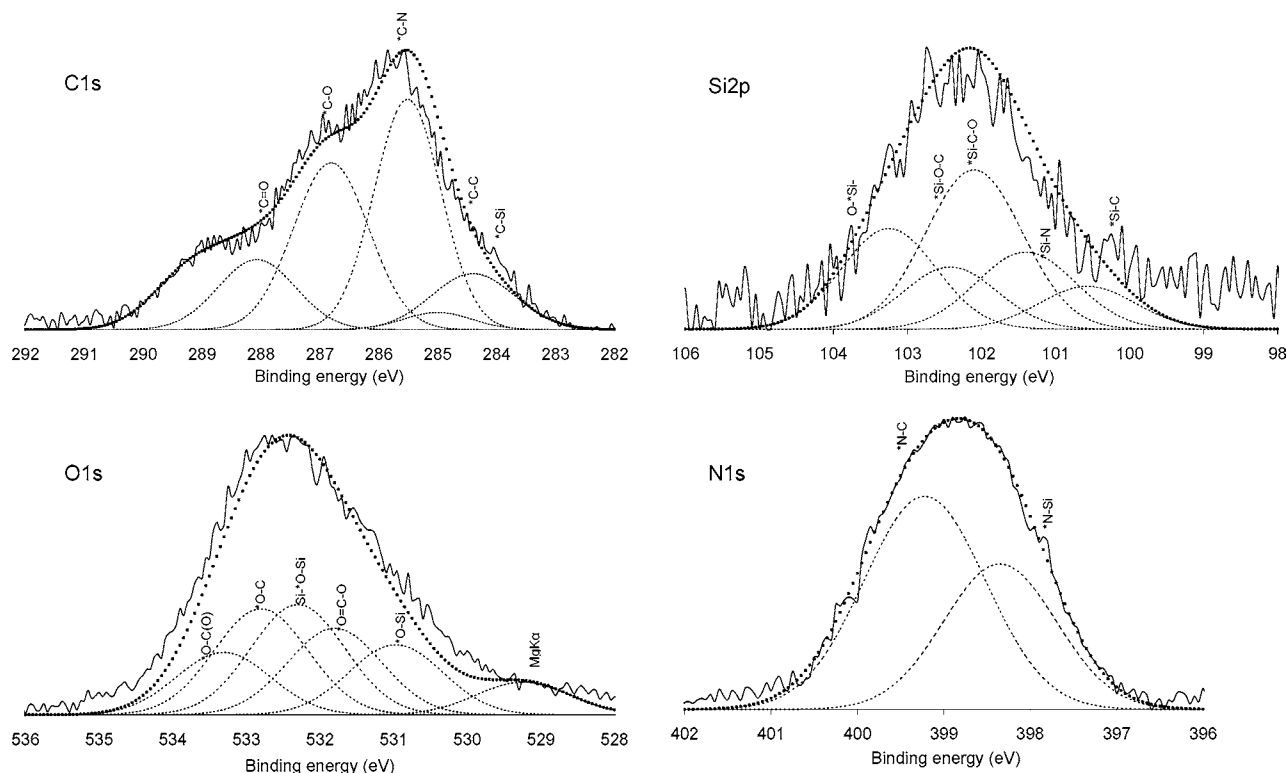 C1s
*C=O
*C-O
*C-N
*C-C
*C-Si
292 291 290 289 288 287 286 285 284 283 282
Binding energy (eV)
Si2p
O-*Si-
*Si-O-C
*Si-C-O
*Si-N
*Si-C
106 105 104 103 102 101 100 99 98
Binding energy (eV)
O1s
*O-C(O)
*O-C
Si-*O-Si
*O=C-O
*O-Si
MgKα
536 535 534 533 532 531 530 529 528
Binding energy (eV)
N1s
*N-C
*N-Si
402 401 400 399 398 397 396
Binding energy (eV)